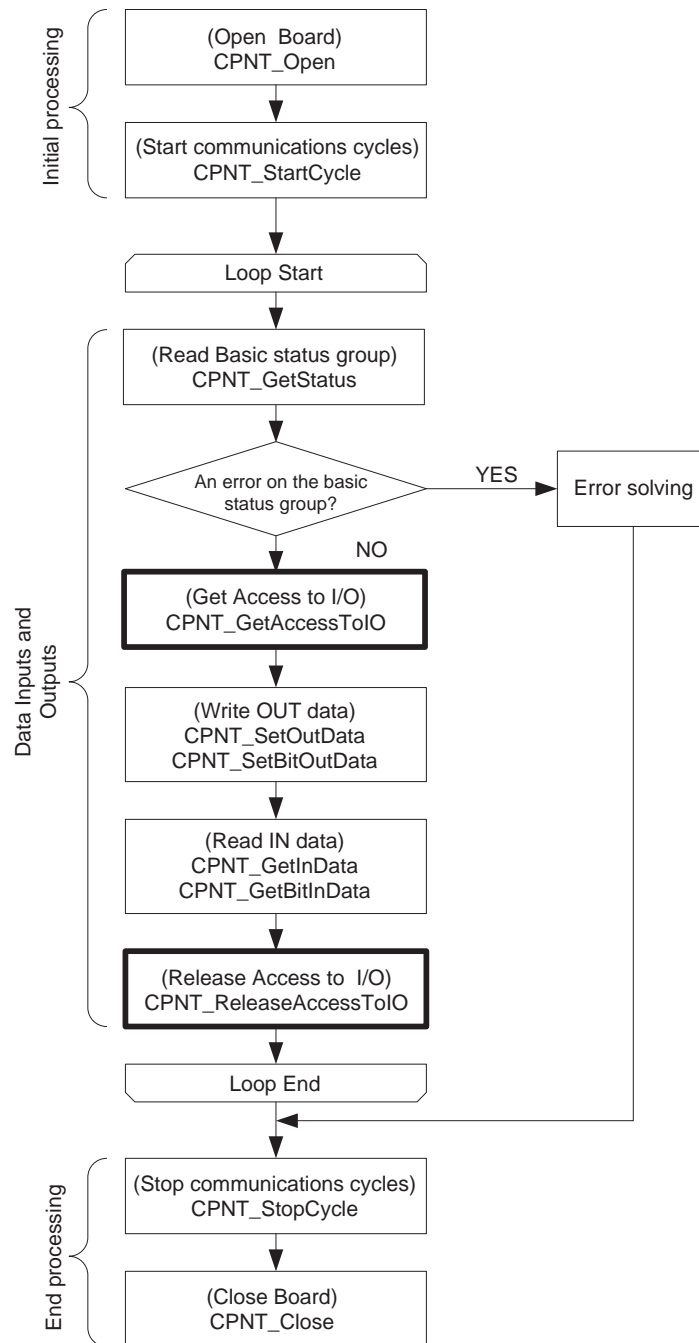 Initial processing
(Open Board)
CPNT_Open
(Start communications cycles)
CPNT_StartCycle
Loop Start
Data Inputs and
Outputs
(Read Basic status group)
CPNT_GetStatus
An error on the basic
status group?
YES
Error solving
NO
(Get Access to I/O)
CPNT_GetAccessToIO
(Write OUT data)
CPNT_SetOutData
CPNT_SetBitOutData
(Read IN data)
CPNT_GetInData
CPNT_GetBitInData
(Release Access to I/O)
CPNT_ReleaseAccessToIO
Loop End
End processing
(Stop communications cycles)
CPNT_StopCycle
(Close Board)
CPNT_Close